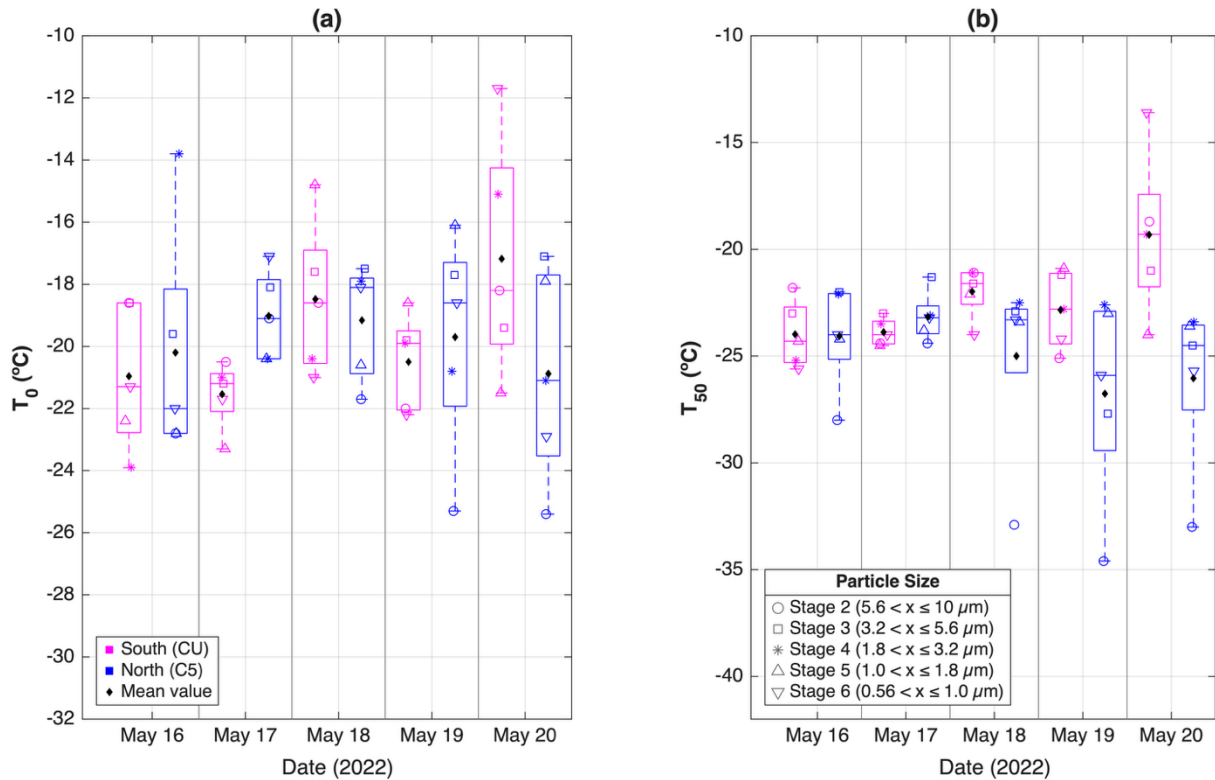 (a)
-10
-12
-14
-16
-18
-20
-22
-24
-26
-28
-30
-32
T0 (ºC)
South (CU)
North (C5)
Mean value
May 16 May 17 May 18 May 19 May 20
Date (2022)
(b)
-10
-15
-20
-25
-30
-35
-40
T50 (ºC)
Particle Size
Stage 2 (5.6 < x ≤ 10 µm)
Stage 3 (3.2 < x ≤ 5.6 µm)
Stage 4 (1.8 < x ≤ 3.2 µm)
Stage 5 (1.0 < x ≤ 1.8 µm)
Stage 6 (0.56 < x ≤ 1.0 µm)
May 16 May 17 May 18 May 19 May 20
Date (2022)